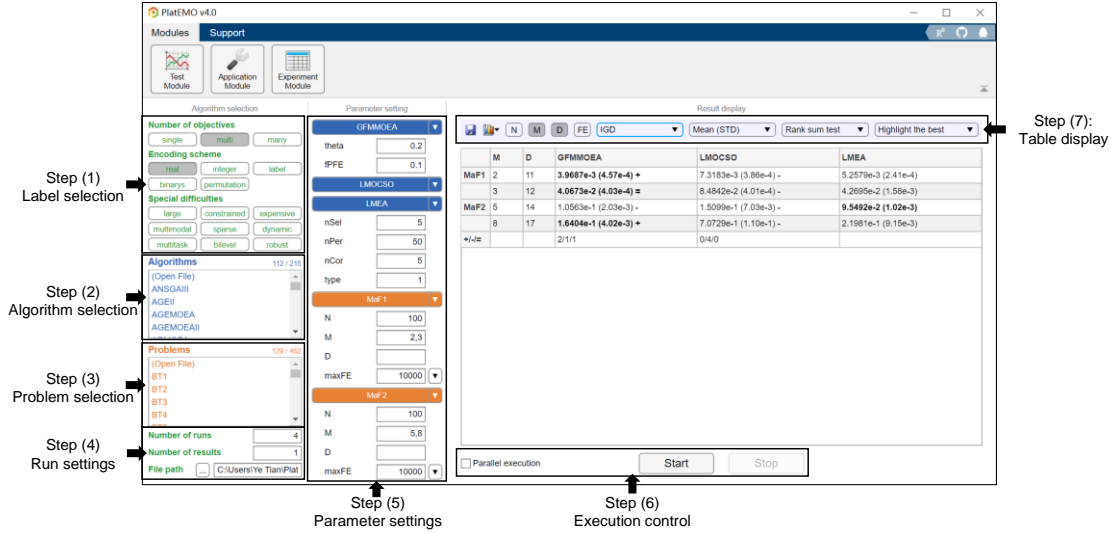 PlatEMO v4.0
Modules Support
Test Module
Application Module
Experiment Module
Algorithm selection
Parameter setting
Result display
Step (1)
Label selection
Number of objectives
single multi many
Encoding scheme
real integer label
binarys permutation
Special difficulties
large constrained expensive
multimodal sparse dynamic
multitask bilevel robust
Step (2)
Algorithm selection
Algorithms 112 / 215
(Open File)
ANSGAIII
AGEII
AGEMOEA
AGEMOEAII
Step (3)
Problem selection
Problems 129 / 452
(Open File)
BT1
BT2
BT3
BT4
Step (4)
Run settings
Number of runs 4
Number of results 1
File path ... C:\Users\Ye Tian\Plat
GFMMOEA
theta 0.2
fPFE 0.1
LMOCSO
LMEA
nSel 5
nPer 50
nCor 5
type 1
MaF1
N 100
M 2,3
D
maxFE 10000
MaF2
N 100
M 5,8
D
maxFE 10000
Step (5)
Parameter settings
N M D FE IGD Mean (STD) Rank sum test Highlight the best
Step (7):
Table display
M D GFMMOEA LMOCSO LMEA
MaF1 2 11 3.9687e-3 (4.57e-4) + 7.3183e-3 (3.86e-4) - 5.2579e-3 (2.41e-4)
3 12 4.0673e-2 (4.03e-4) = 8.4842e-2 (4.01e-4) - 4.2695e-2 (1.58e-3)
MaF2 5 14 1.0563e-1 (2.03e-3) - 1.5099e-1 (7.03e-3) - 9.5492e-2 (1.02e-3)
8 17 1.6404e-1 (4.02e-3) + 7.0729e-1 (1.10e-1) - 2.1981e-1 (9.15e-3)
+/-/= 2/1/1 0/4/0
Parallel execution Start Stop
Step (6)
Execution control